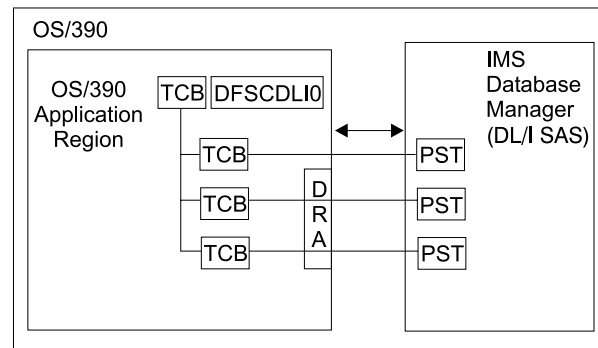 OS/390
OS/390
Application
Region
TCB
DFSCDLI0
TCB
TCB
TCB
D
R
A
IMS
Database
Manager
(DL/I SAS)
PST
PST
PST